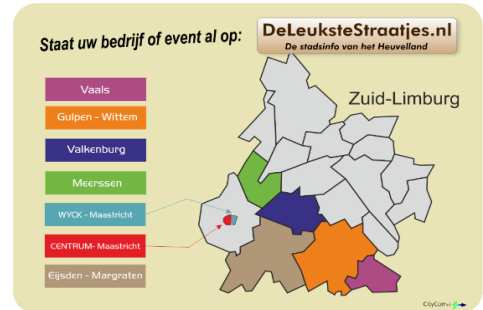 Staat uw bedrijf of event al op:
DeLeuksteStraatjes.nl
De stadsinfo van het Heuvelland
Zuid-Limburg
Vaals
Gulpen - Wittem
Valkenburg
Meerssen
WYCK - Maastricht
CENTRUM- Maastricht
Eijsden - Margraten